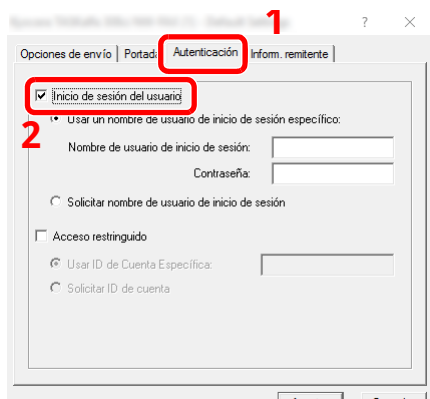 1
Opciones de envío Portada Autenticación Inform. remitente
Inicio de sesión del usuario
2
Usar un nombre de usuario de inicio de sesión específico:
Nombre de usuario de inicio de sesión:
Contraseña:
Solicitar nombre de usuario de inicio de sesión
Acceso restringido
Usar ID de Cuenta Específica:
Solicitar ID de cuenta